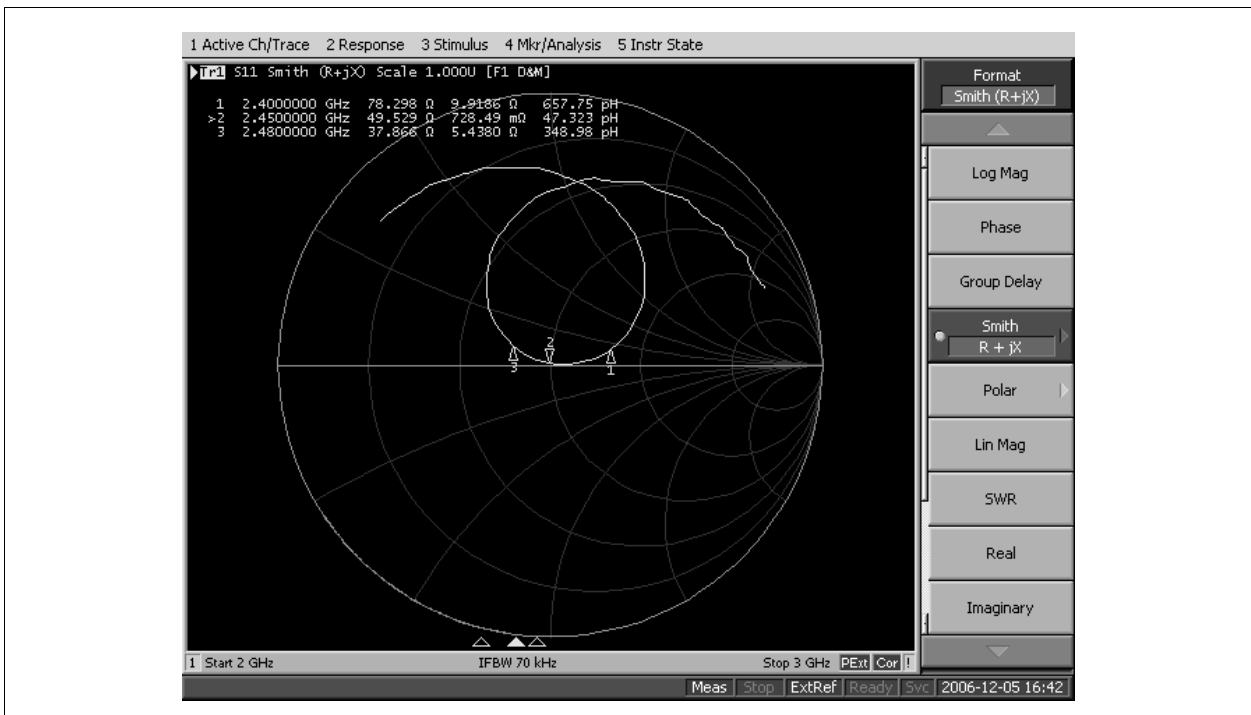 1 Active Ch/Trace 2 Response 3 Stimulus 4 Mkr/Analysis 5 Instr State
Tr1 S11 Smith (R+jX) Scale 1.000U [F1 D&M]
1 2.4000000 GHz 78.298 Ω 9.9186 Ω 657.75 pH
>2 2.4500000 GHz 49.529 Ω 728.49 mΩ 47.323 pH
3 2.4800000 GHz 37.866 Ω 5.4380 Ω 348.98 pH
2
3
1
Format
Smith (R+jX)
Log Mag
Phase
Group Delay
Smith
R + jX
Polar
Lin Mag
SWR
Real
Imaginary
1 Start 2 GHz IFBW 70 kHz Stop 3 GHz PExt Cor !
Meas Stop ExtRef Ready Svc 2006-12-05 16:42